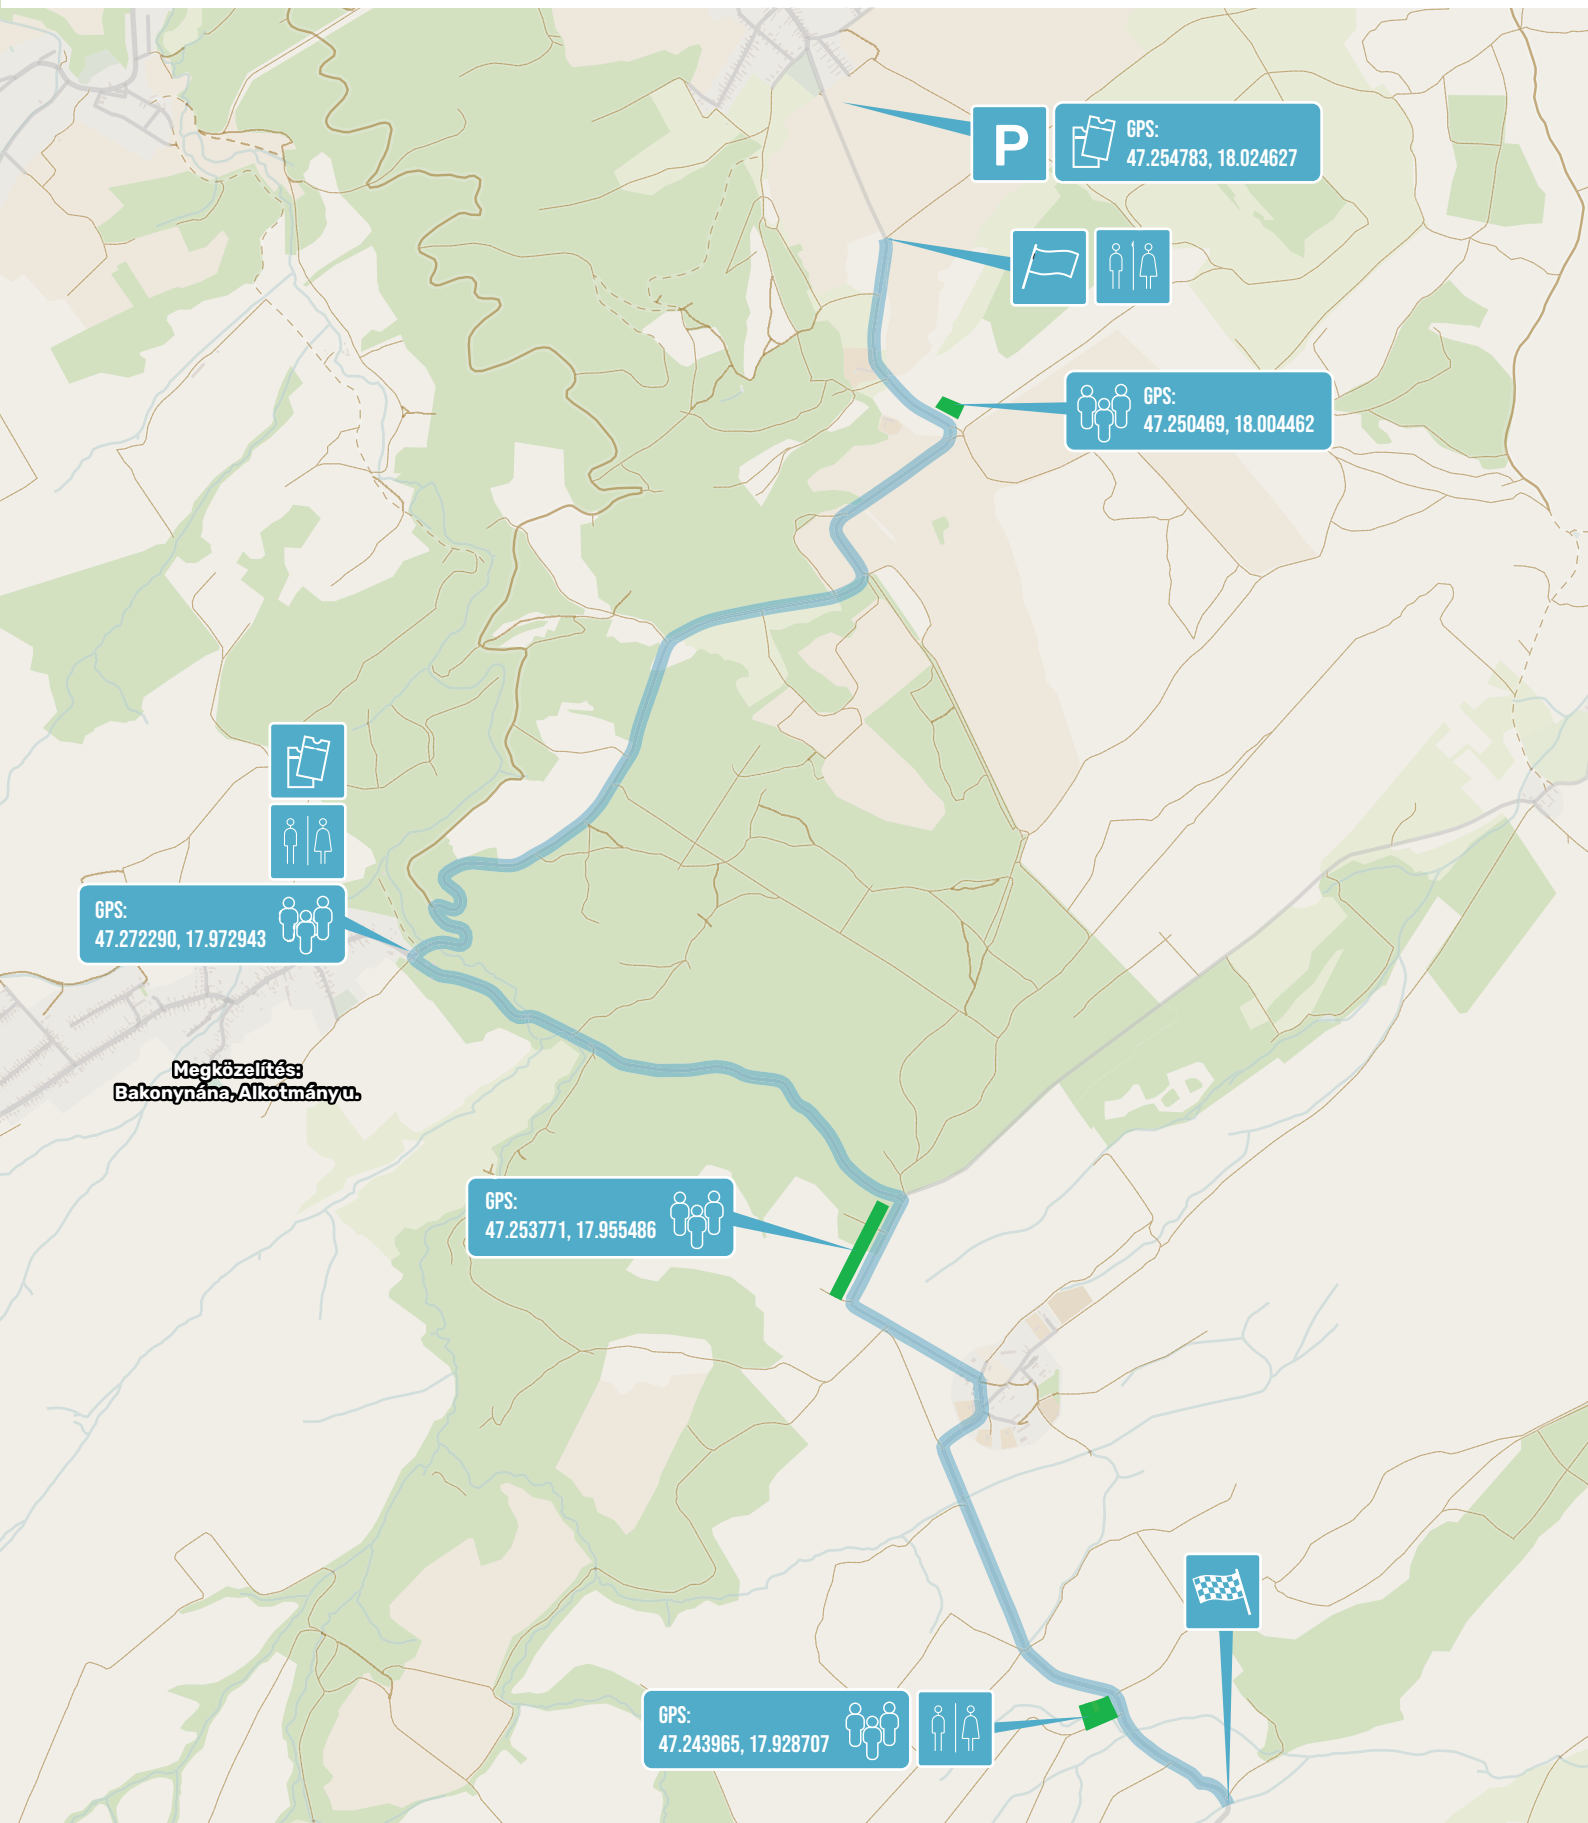 P
GPS:
47.254783, 18.024627
GPS:
47.250469, 18.004462
GPS:
47.272290, 17.972943
Megközelítés:
Bakonynána, Alkotmány u.
GPS:
47.253771, 17.955486
GPS:
47.243965, 17.928707